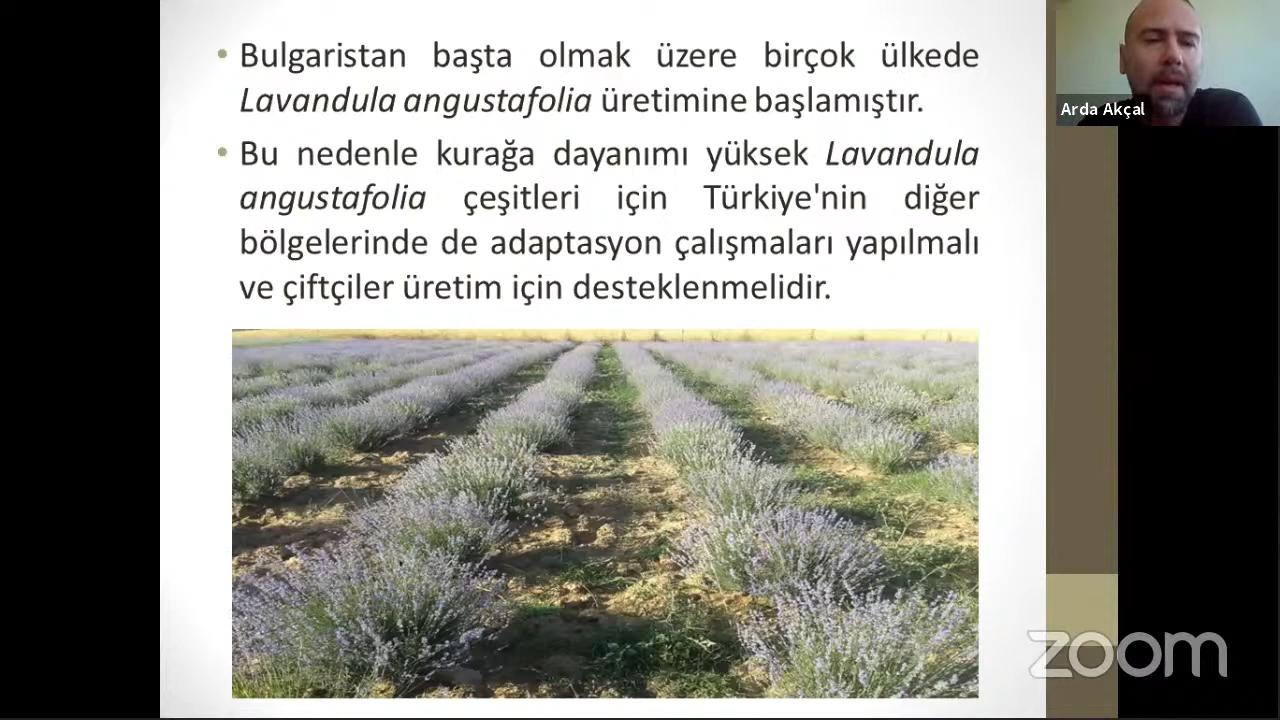 • Bulgaristan başta olmak üzere birçok ülkede
Lavandula angustafolia üretimine başlamıştır.
• Bu nedenle kurağa dayanımı yüksek Lavandula
angustafolia çeşitleri için Türkiye'nin diğer
bölgelerinde de adaptasyon çalışmaları yapılmalı
ve çiftçiler üretim için desteklenmelidir.
Arda Akçal
zoom